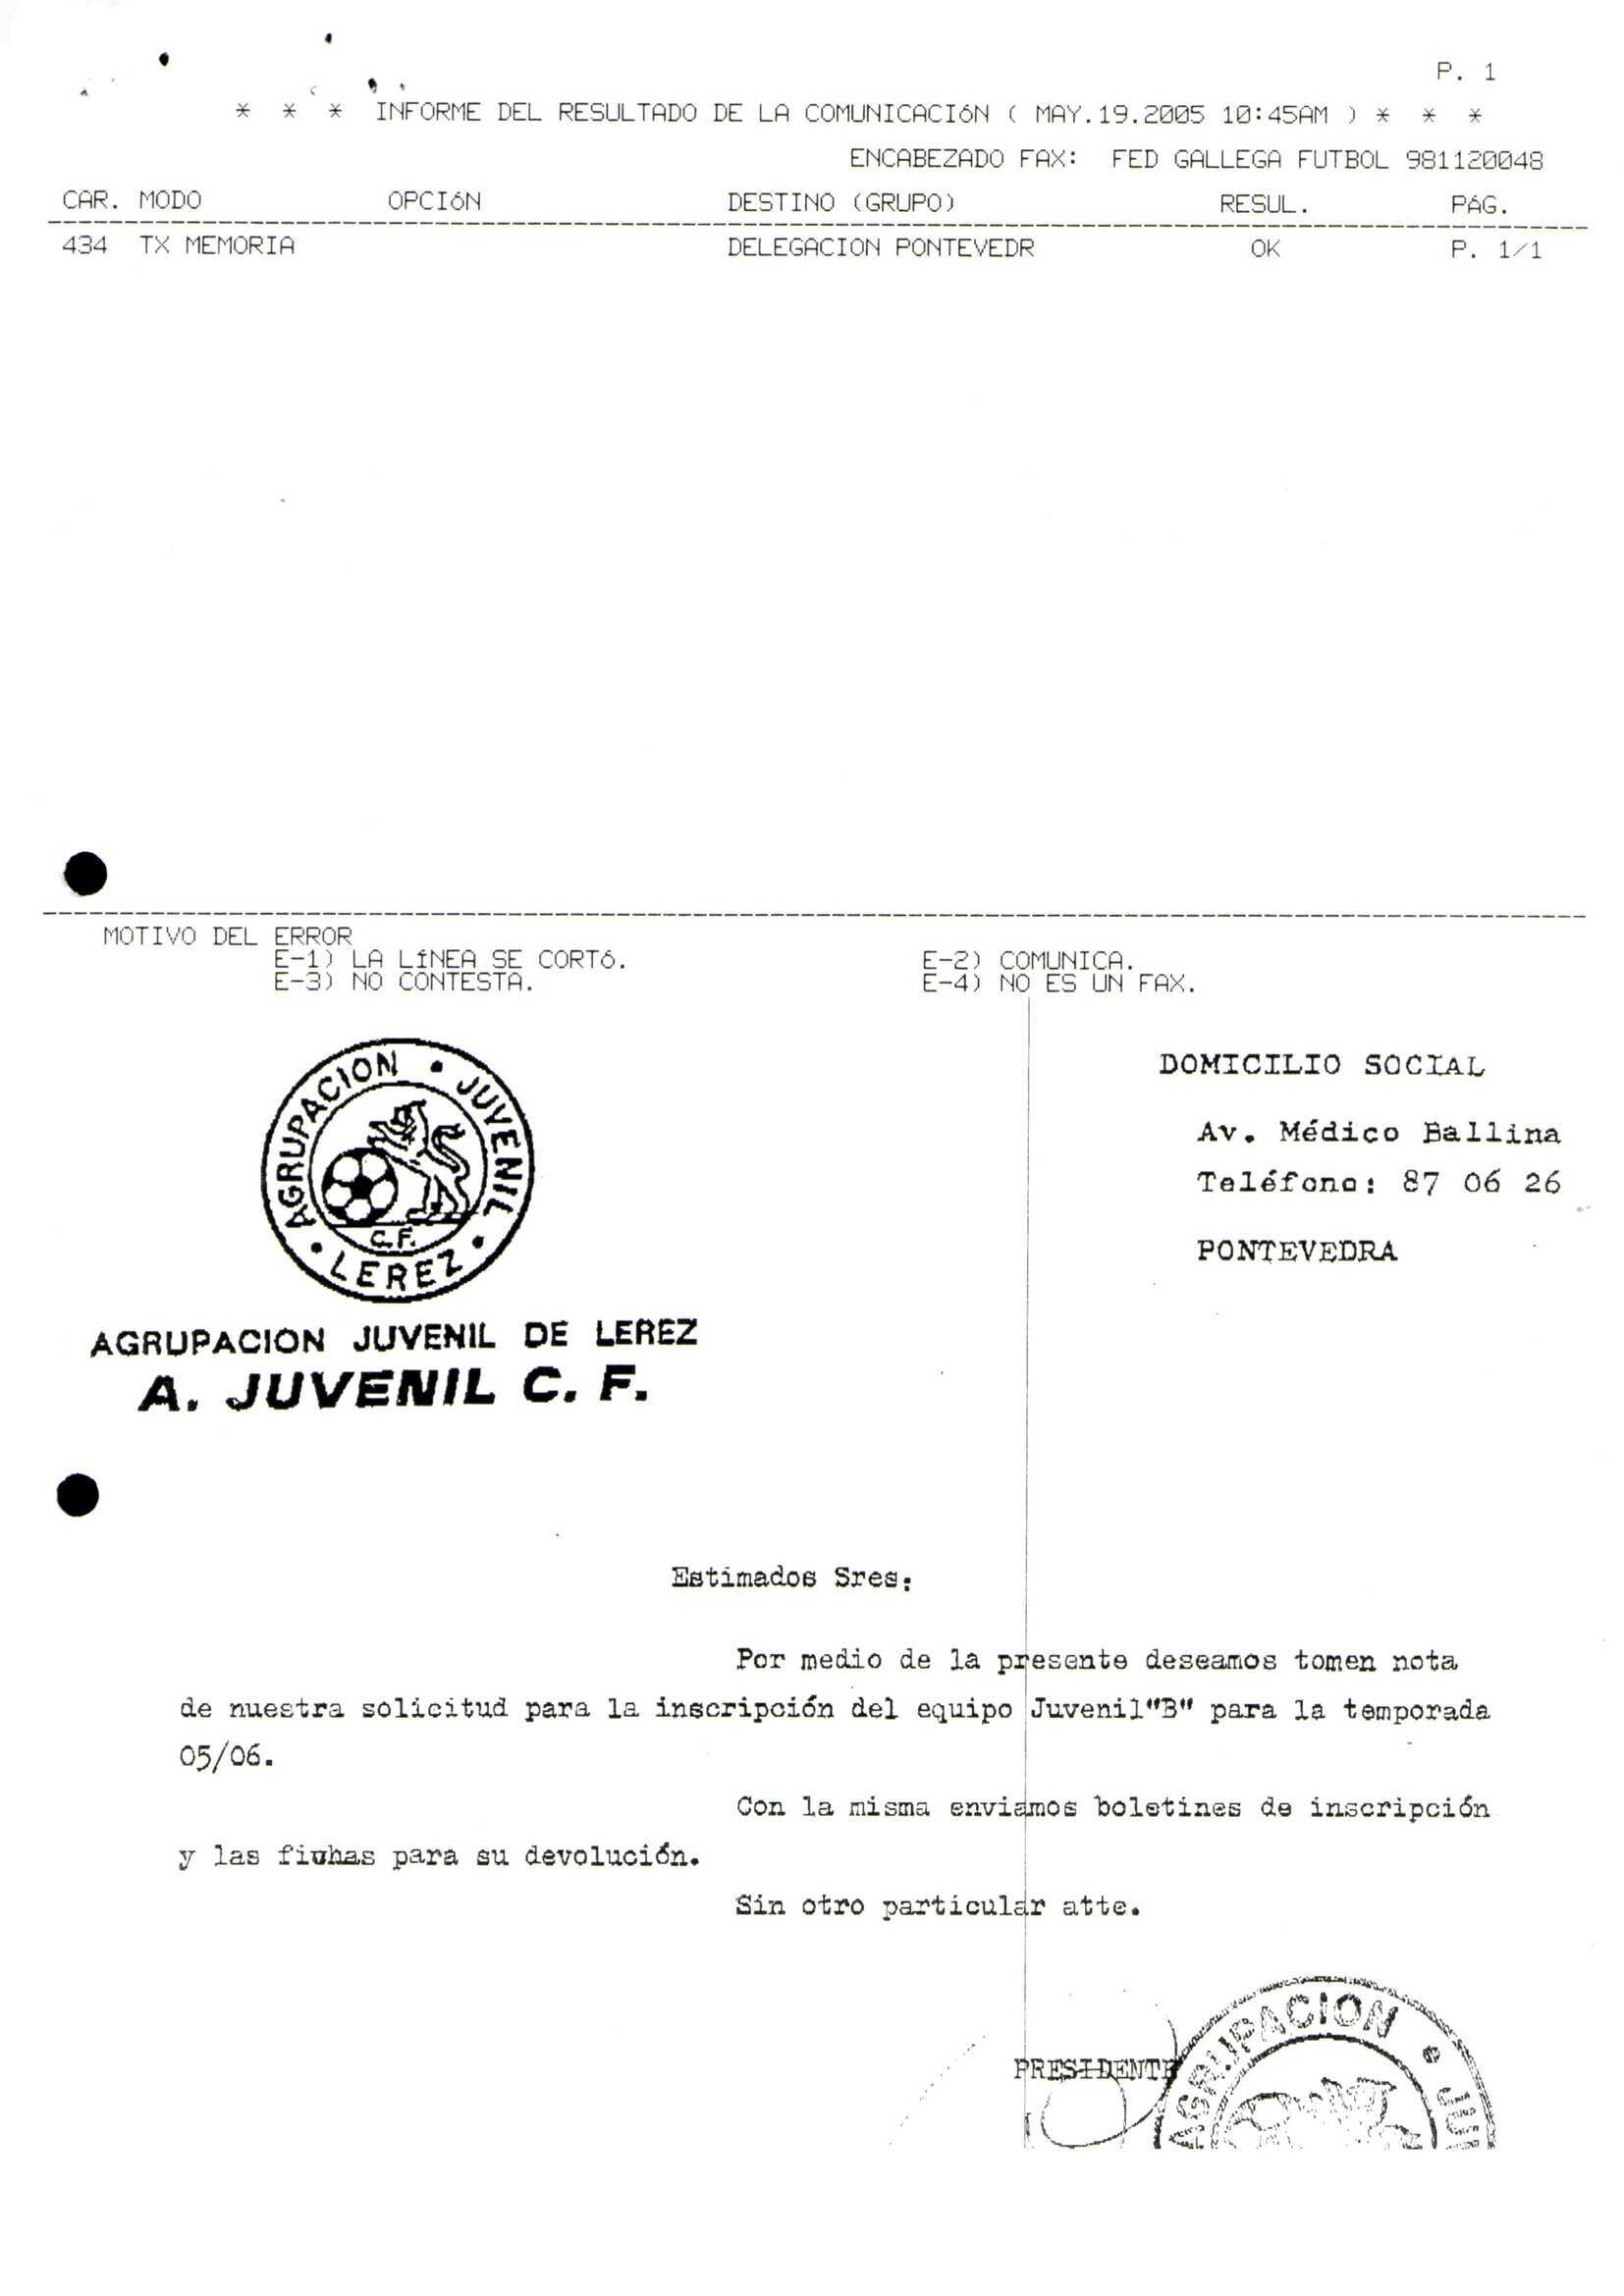 P. 1
* * * INFORME DEL RESULTADO DE LA COMUNICACIóN ( MAY.19.2005 10:45AM ) * * *
ENCABEZADO FAX: FED GALLEGA FUTBOL 981120048
CAR. MODO OPCIóN DESTINO (GRUPO) RESUL. PáG.
434 TX MEMORIA DELEGACION PONTEVEDR OK P. 1/1
MOTIVO DEL ERROR
E-1) LA LíNEA SE CORTó. E-2) COMUNICA.
E-3) NO CONTESTA. E-4) NO ES UN FAX.
AGRUPACION • JUVENIL • LEREZ •
C.F.
DOMICILIO SOCIAL
Av. Médico Ballina
Teléfono: 87 06 26
PONTEVEDRA
AGRUPACION JUVENIL DE LEREZ
A. JUVENIL C. F.
Estimados Sres:
Por medio de la presente deseamos tomen nota
de nuestra solicitud para la inscripción del equipo Juvenil"B" para la temporada
05/06.
Con la misma enviamos boletines de inscripción
y las fiuhas para su devolución.
Sin otro particular atte.
PRESIDENTE
AGRUPACION • JUV